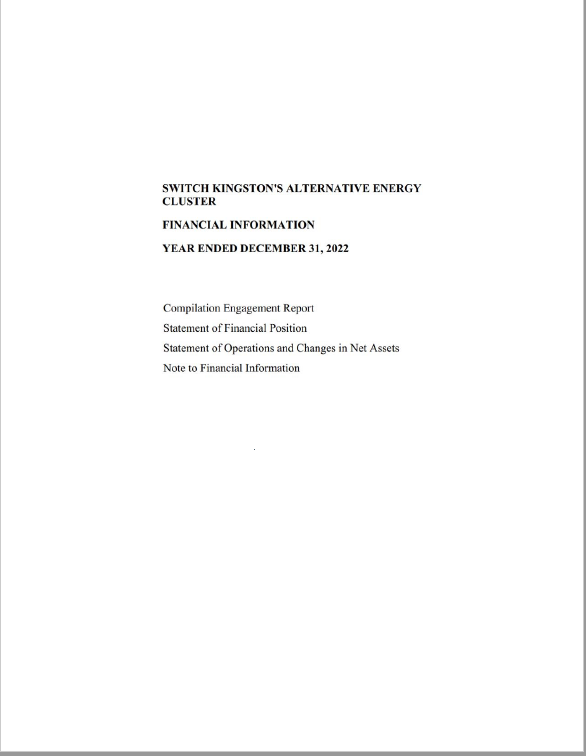 SWITCH KINGSTON'S ALTERNATIVE ENERGY
CLUSTER
FINANCIAL INFORMATION
YEAR ENDED DECEMBER 31, 2022
Compilation Engagement Report
Statement of Financial Position
Statement of Operations and Changes in Net Assets
Note to Financial Information